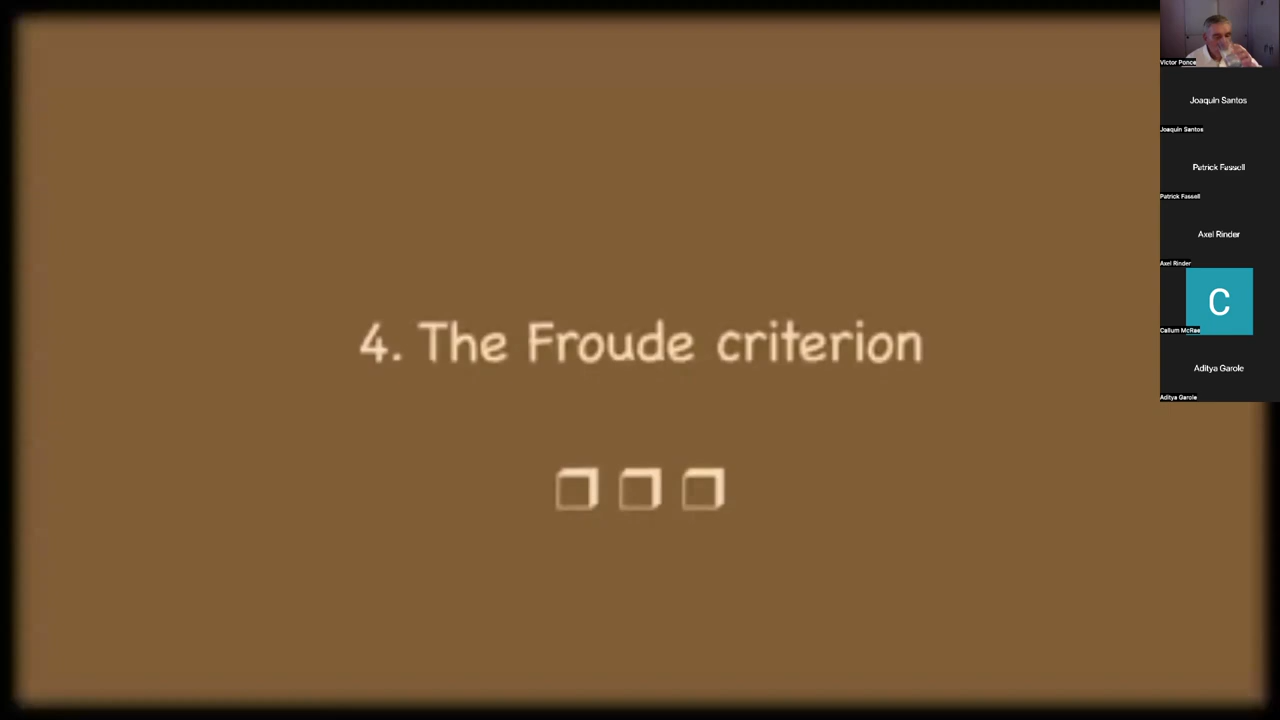 4. The Froude criterion
❒ ❒ ❒
Victor Ponce
Joaquin Santos
Joaquin Santos
Patrick Fassell
Patrick Fassell
Axel Rinder
Axel Rinder
C
Callum McRae
Aditya Garole
Aditya Garole